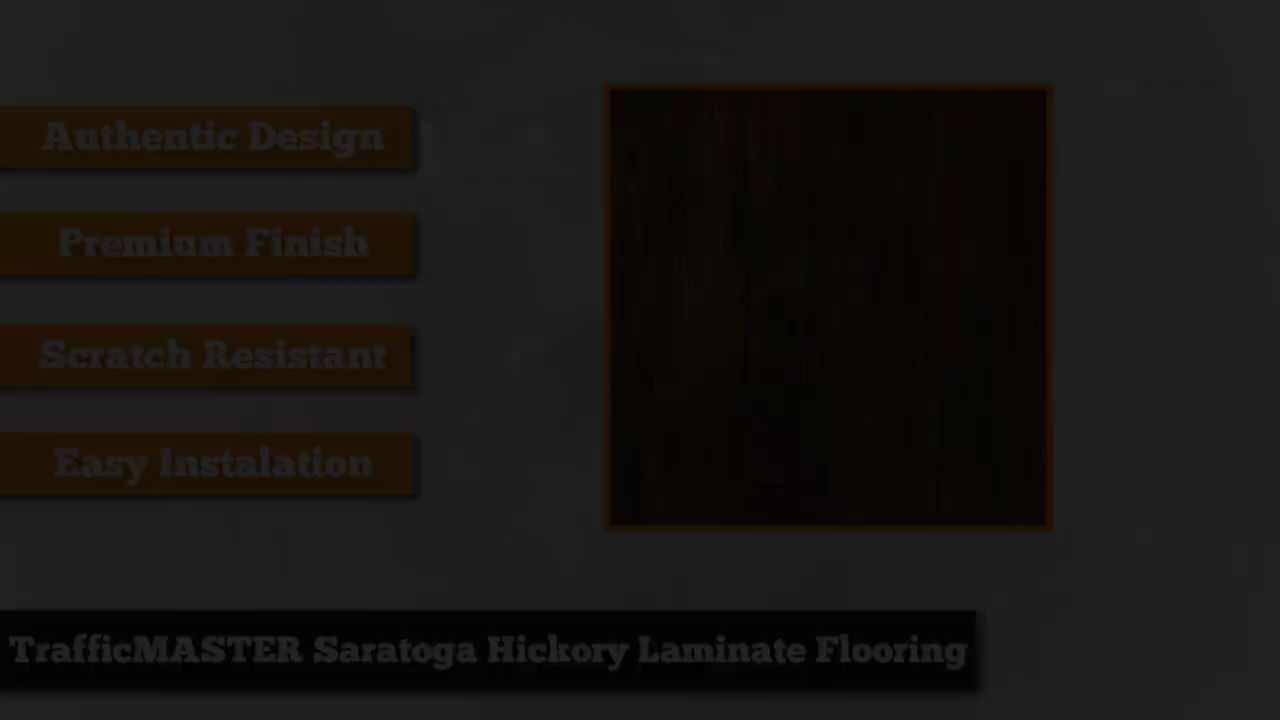 Authentic Design
Premium Finish
Scratch Resistant
Easy Instalation
TrafficMASTER Saratoga Hickory Laminate Flooring